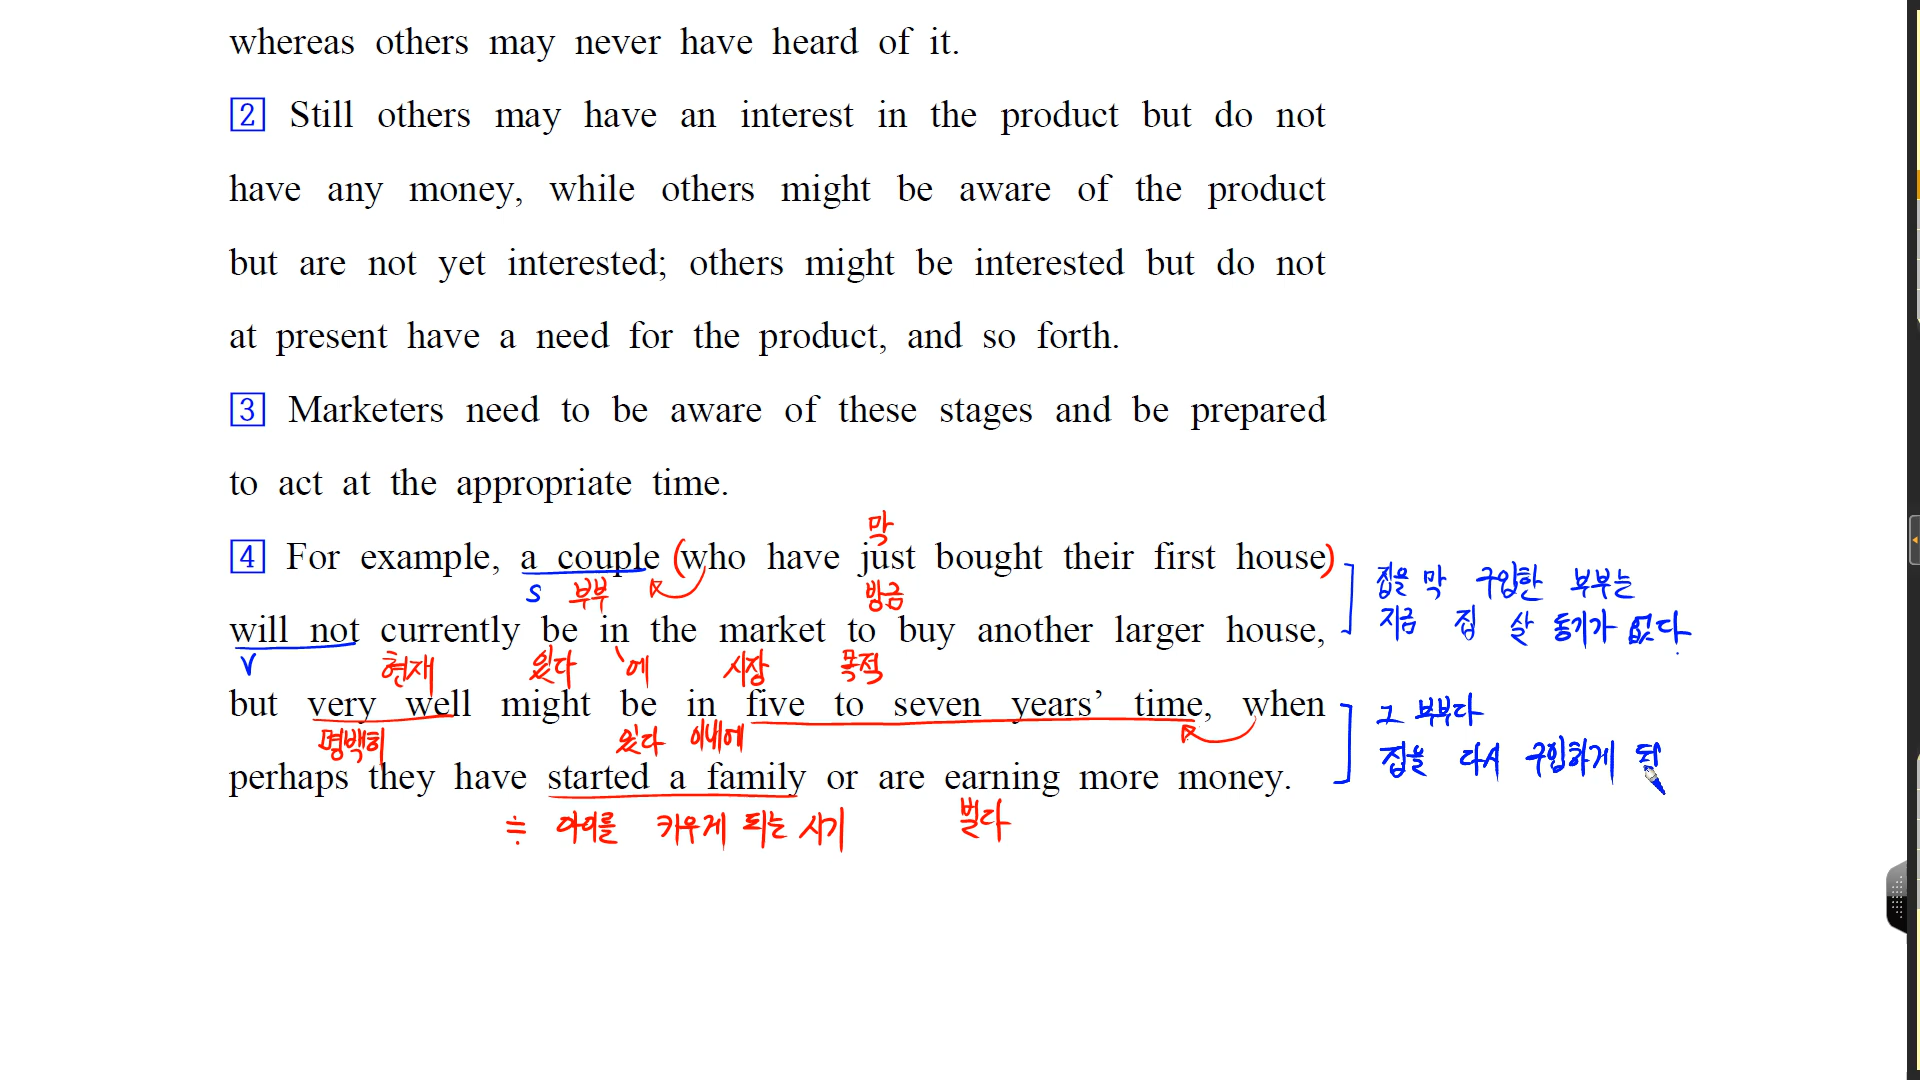 whereas others may never have heard of it.
2 Still others may have an interest in the product but do not
have any money, while others might be aware of the product
but are not yet interested; others might be interested but do not
at present have a need for the product, and so forth.
3 Marketers need to be aware of these stages and be prepared
to act at the appropriate time.
막
4 For example, a couple (who have just bought their first house)
S 부부 방금
집을 막 구입한 부부는
지금 집 살 동기가 없다.
will not currently be in the market to buy another larger house,
V 현재 있다 에 시장 목적
but very well might be in five to seven years’ time, when
명백히 있다 이내에
그 부부다
집을 다시 구입하게 되
perhaps they have started a family or are earning more money.
≒ 아이를 키우게 되는 시기 벌다